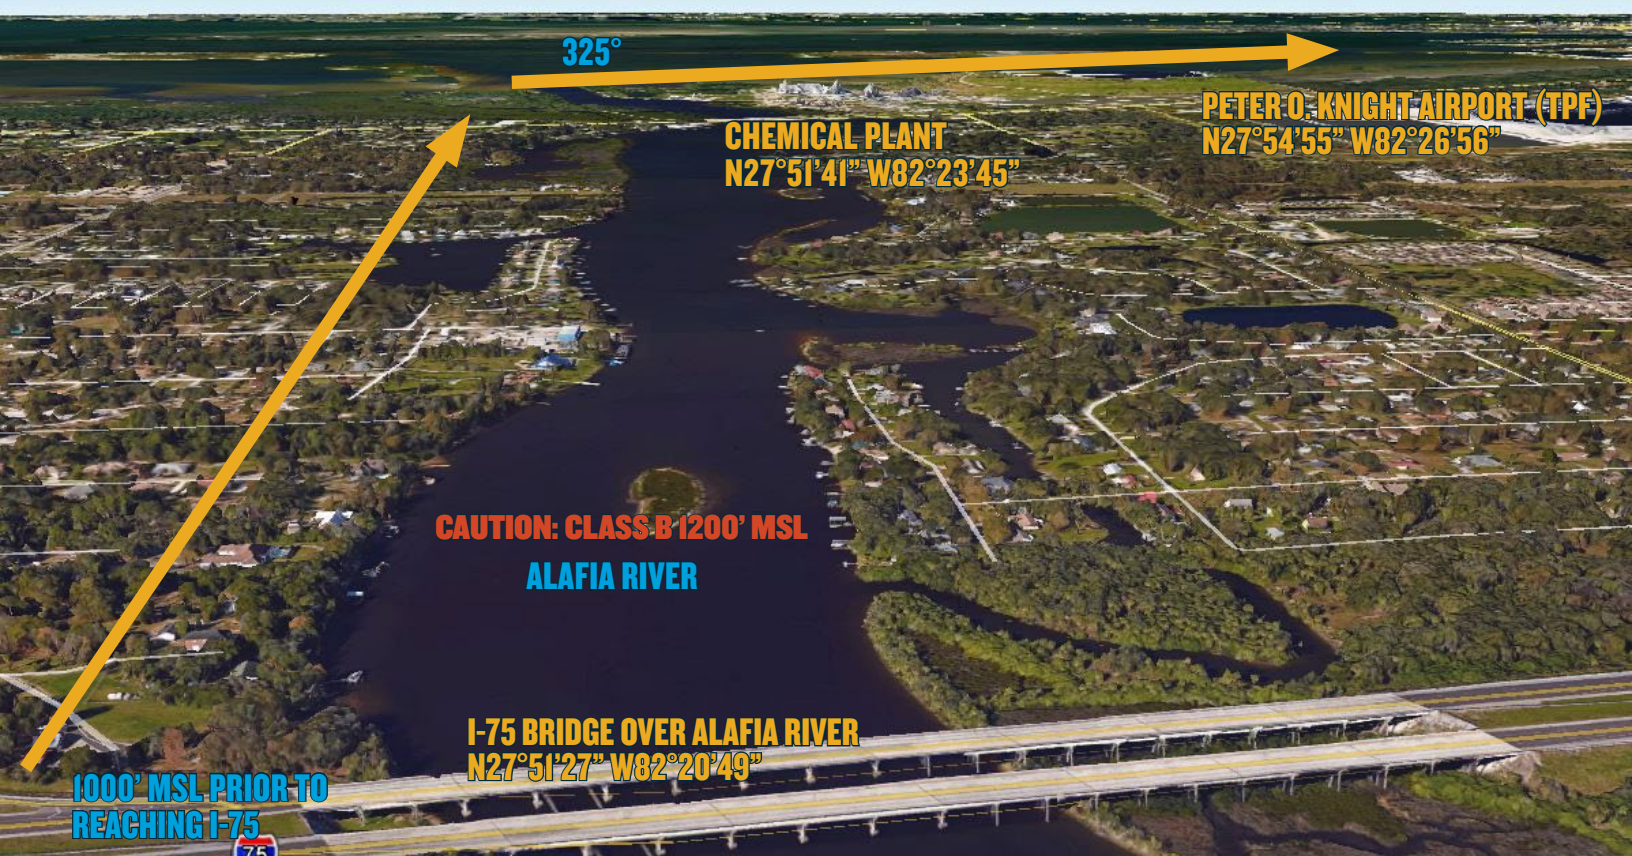 325°
PETER O. KNIGHT AIRPORT (TPF)
N27°54'55” W82°26'56”
CHEMICAL PLANT
N27°51'41” W82°23'45”
CAUTION: CLASS B 1200' MSL
ALAFIA RIVER
I-75 BRIDGE OVER ALAFIA RIVER
N27°51'27” W82°20'49”
1000' MSL PRIOR TO
REACHING I-75
75